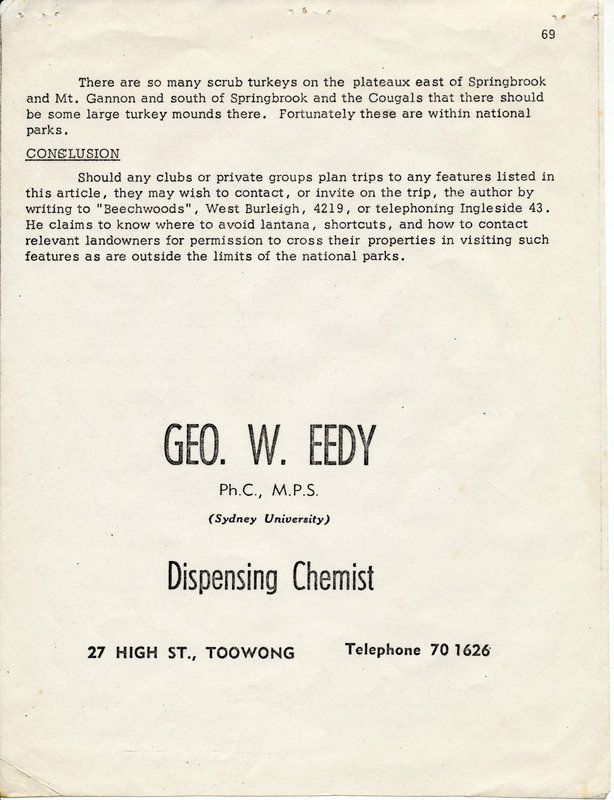 69
There are so many scrub turkeys on the plateaux east of Springbrook
and Mt. Gannon and south of Springbrook and the Cougals that there should
be some large turkey mounds there. Fortunately these are within national
parks.
CONCLUSION
Should any clubs or private groups plan trips to any features listed in
this article, they may wish to contact, or invite on the trip, the author by
writing to "Beechwoods", West Burleigh, 4219, or telephoning Ingleside 43.
He claims to know where to avoid lantana, shortcuts, and how to contact
relevant landowners for permission to cross their properties in visiting such
features as are outside the limits of the national parks.
GEO. W. EEDY
Ph.C., M.P.S.
(Sydney University)
Dispensing Chemist
27 HIGH ST., TOOWONG Telephone 70 1626